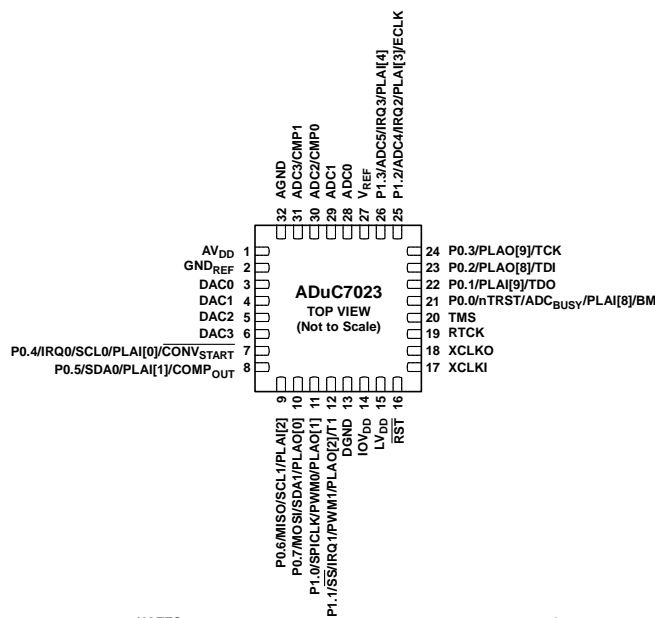 32 AGND
31 ADC3/CMP1
30 ADC2/CMP0
29 ADC1
28 ADC0
27 VREF
26 P1.3/ADC5/IRQ3/PLAI[4]
25 P1.2/ADC4/IRQ2/PLAI[3]/ECLK
AVDD 1
GNDREF 2
DAC0 3
DAC1 4
DAC2 5
DAC3 6
P0.4/IRQ0/SCL0/PLAI[0]/CONVSTART 7
P0.5/SDA0/PLAI[1]/COMPOUT 8
ADuC7023
TOP VIEW
(Not to Scale)
24 P0.3/PLAO[9]/TCK
23 P0.2/PLAO[8]/TDI
22 P0.1/PLAI[9]/TDO
21 P0.0/nTRST/ADCBUSY/PLAI[8]/BM
20 TMS
19 RTCK
18 XCLKO
17 XCLKI
P0.6/MISO/SCL1/PLAI[2] 9
P0.7/MOSI/SDA1/PLAO[0] 10
P1.0/SPICLK/PWM0/PLAO[1] 11
P1.1/SS/IRQ1/PWM1/PLAO[2]/T1 12
DGND 13
IOVDD 14
LVDD 15
RST 16